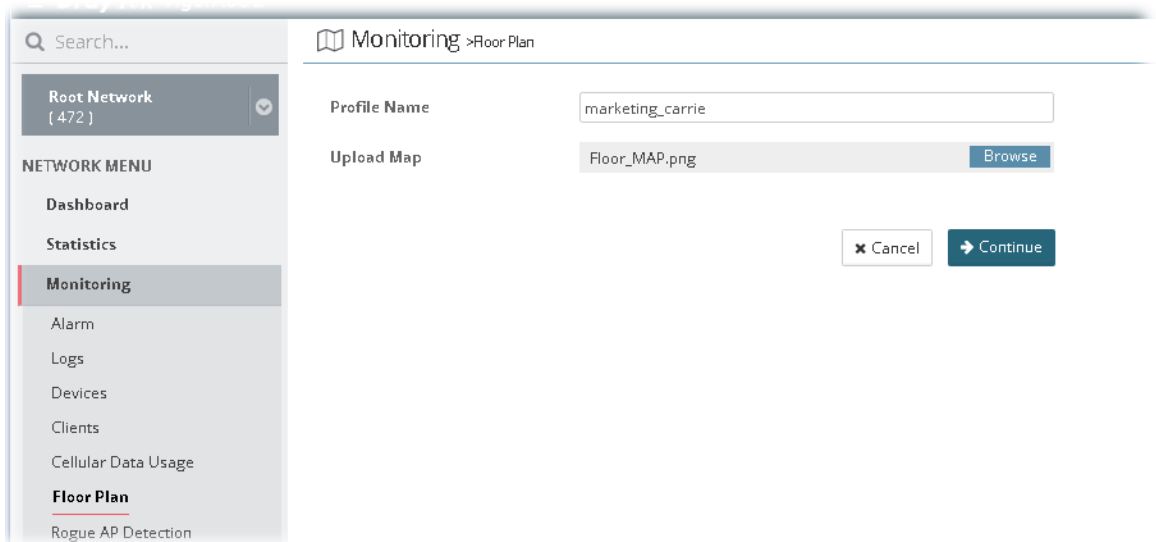 Search...
Monitoring >Floor Plan
Root Network
( 472 )
Profile Name
marketing_carrie
Upload Map
Floor_MAP.png
Browse
NETWORK MENU
Dashboard
Statistics
Cancel
Continue
Monitoring
Alarm
Logs
Devices
Clients
Cellular Data Usage
Floor Plan
Rogue AP Detection